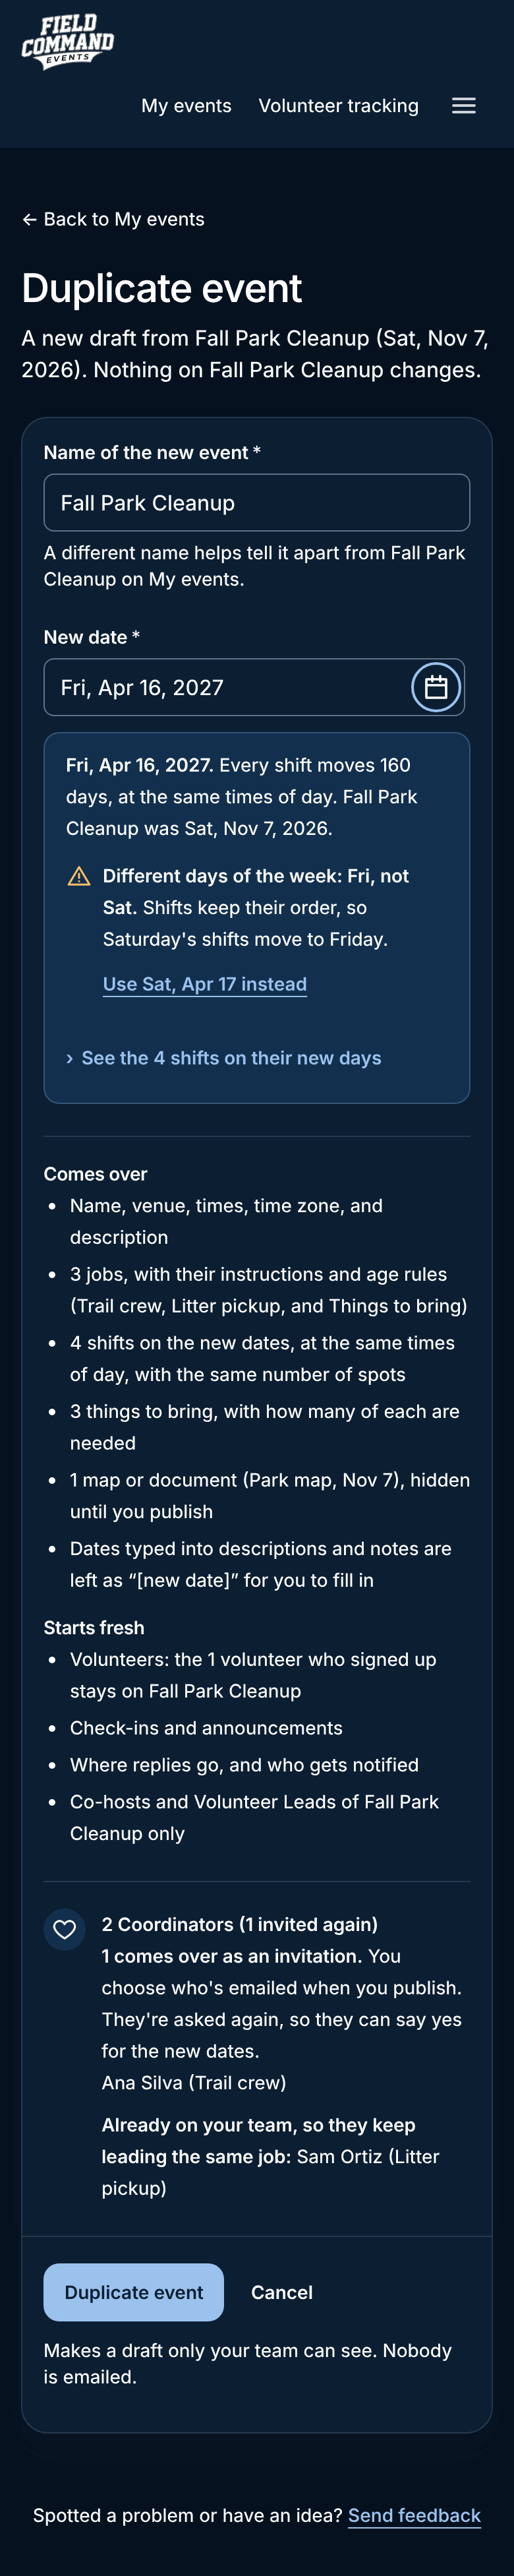 FIELD
COMMAND
EVENTS
My events Volunteer tracking
← Back to My events
Duplicate event
A new draft from Fall Park Cleanup (Sat, Nov 7,
2026). Nothing on Fall Park Cleanup changes.
Name of the new event *
Fall Park Cleanup
A different name helps tell it apart from Fall Park
Cleanup on My events.
New date *
Fri, Apr 16, 2027
Fri, Apr 16, 2027. Every shift moves 160
days, at the same times of day. Fall Park
Cleanup was Sat, Nov 7, 2026.
Different days of the week: Fri, not
Sat. Shifts keep their order, so
Saturday's shifts move to Friday.
Use Sat, Apr 17 instead
› See the 4 shifts on their new days
Comes over
• Name, venue, times, time zone, and
description
• 3 jobs, with their instructions and age rules
(Trail crew, Litter pickup, and Things to bring)
• 4 shifts on the new dates, at the same times
of day, with the same number of spots
• 3 things to bring, with how many of each are
needed
• 1 map or document (Park map, Nov 7), hidden
until you publish
• Dates typed into descriptions and notes are
left as “[new date]” for you to fill in
Starts fresh
• Volunteers: the 1 volunteer who signed up
stays on Fall Park Cleanup
• Check-ins and announcements
• Where replies go, and who gets notified
• Co-hosts and Volunteer Leads of Fall Park
Cleanup only
2 Coordinators (1 invited again)
1 comes over as an invitation. You
choose who's emailed when you publish.
They're asked again, so they can say yes
for the new dates.
Ana Silva (Trail crew)
Already on your team, so they keep
leading the same job: Sam Ortiz (Litter
pickup)
Duplicate event Cancel
Makes a draft only your team can see. Nobody
is emailed.
Spotted a problem or have an idea? Send feedback